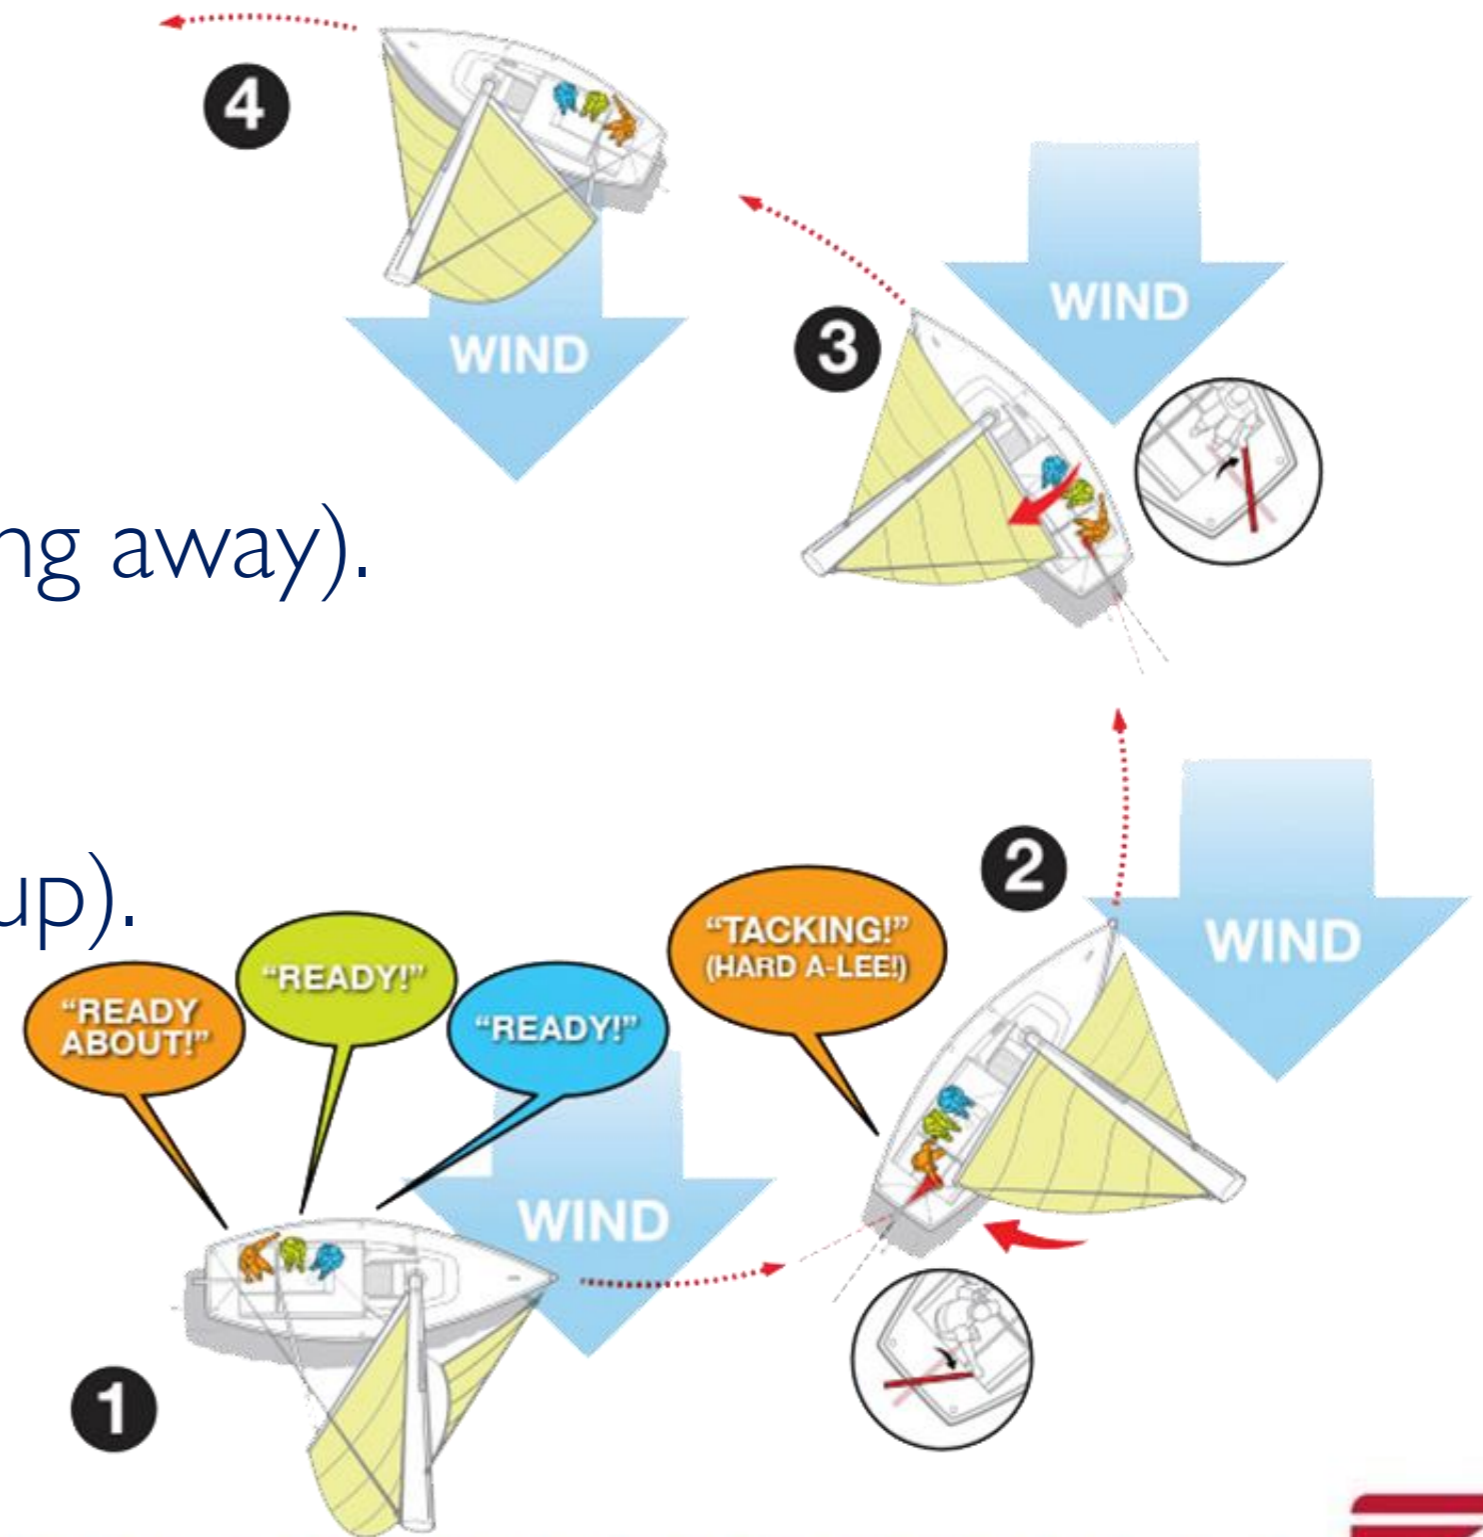 4
WIND
WIND
3
ng away).
2
up).
WIND
"TACKING!"
(HARD A-LEE!)
"READY!"
"READY
ABOUT!"
"READY!"
WIND
1